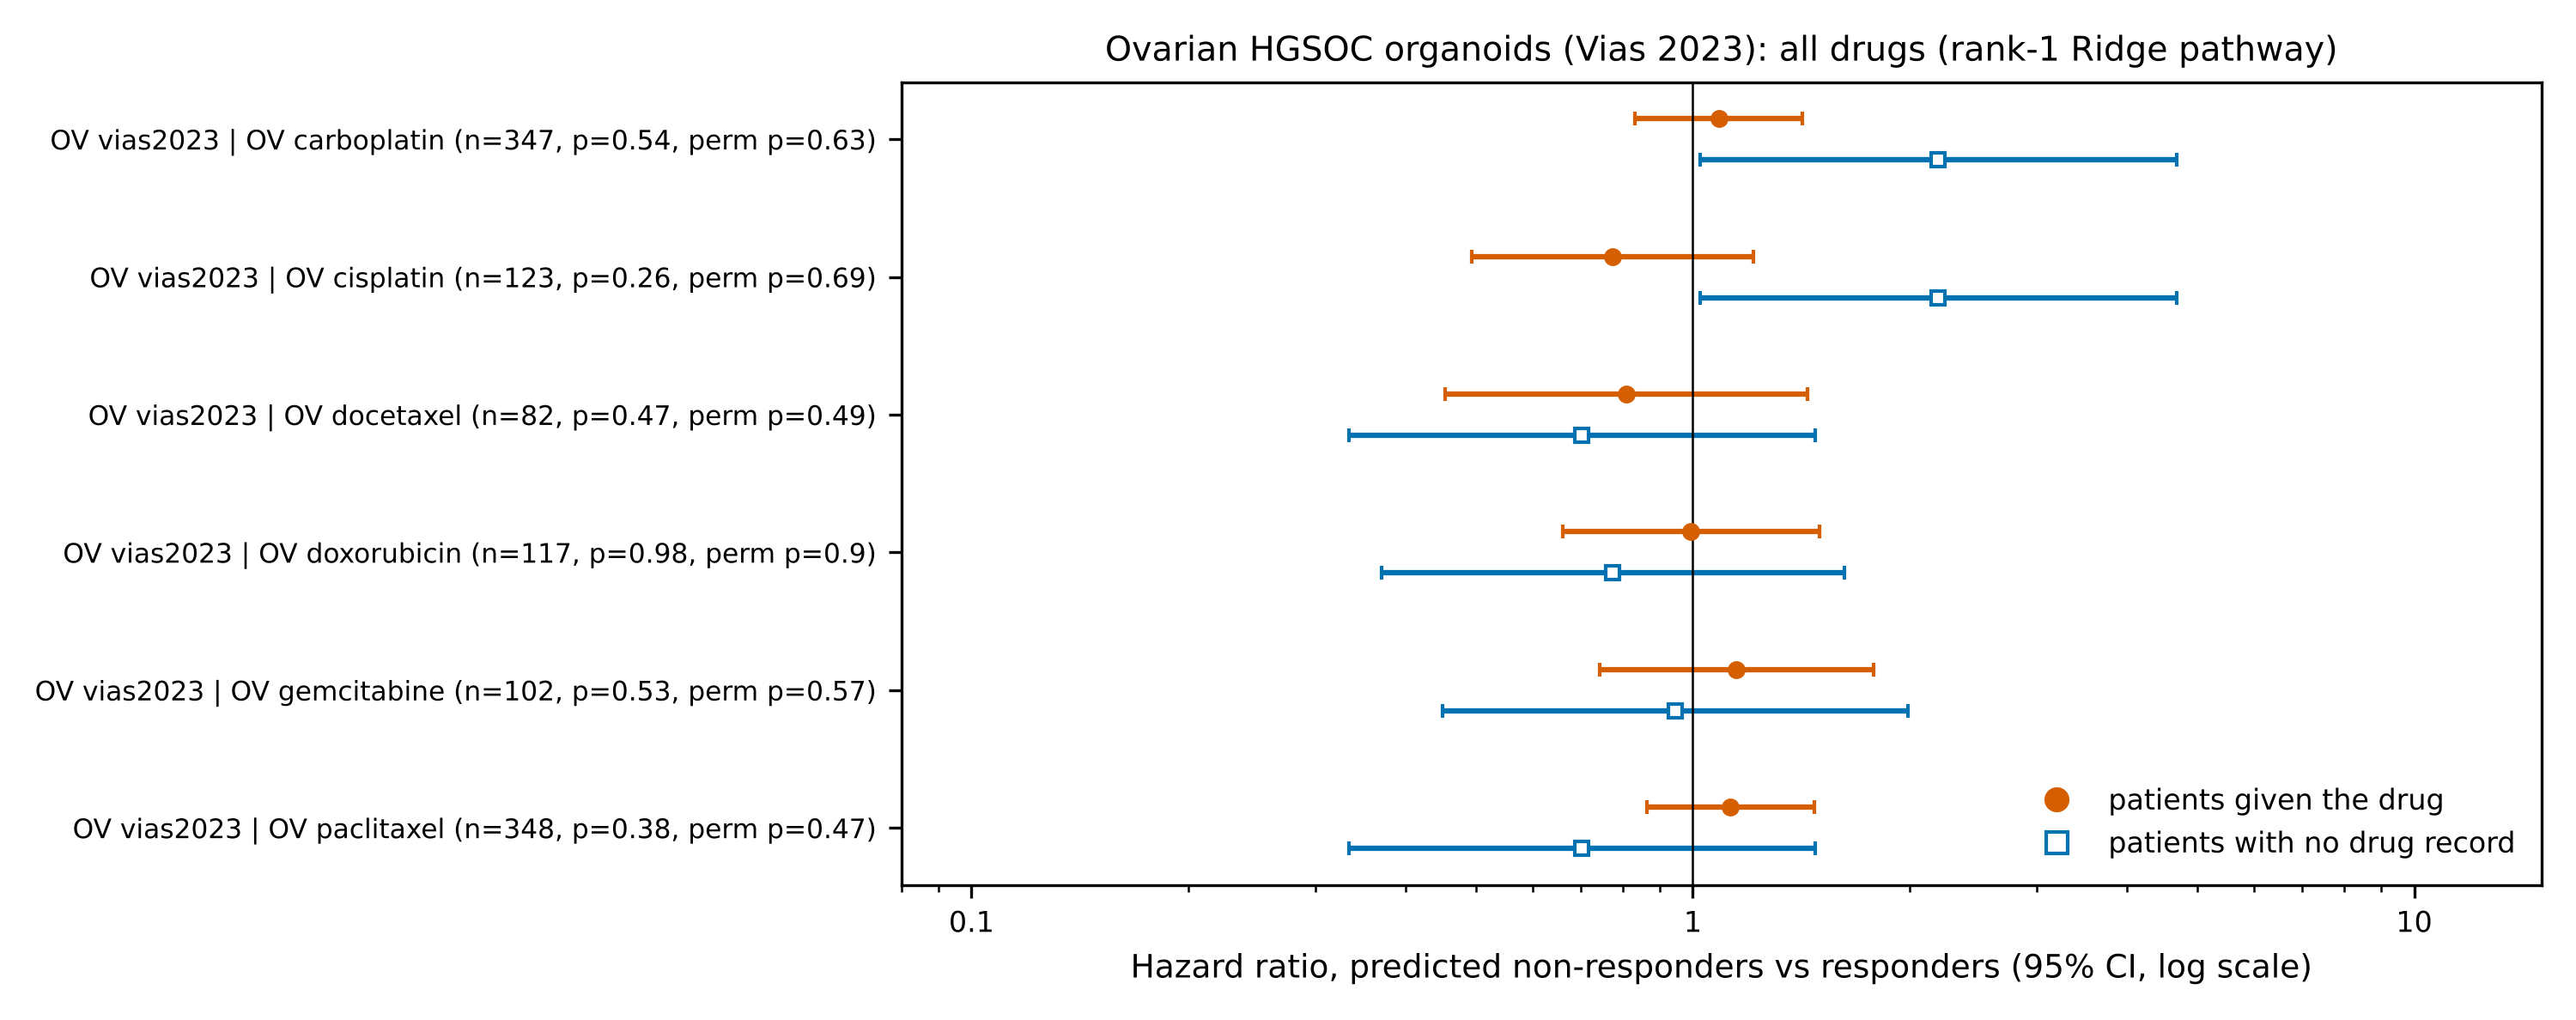 Ovarian HGSOC organoids (Vias 2023): all drugs (rank-1 Ridge pathway)
OV vias2023 | OV carboplatin (n=347, p=0.54, perm p=0.63)
OV vias2023 | OV cisplatin (n=123, p=0.26, perm p=0.69)
OV vias2023 | OV docetaxel (n=82, p=0.47, perm p=0.49)
OV vias2023 | OV doxorubicin (n=117, p=0.98, perm p=0.9)
OV vias2023 | OV gemcitabine (n=102, p=0.53, perm p=0.57)
OV vias2023 | OV paclitaxel (n=348, p=0.38, perm p=0.47)
patients given the drug
patients with no drug record
0.1 1 10
Hazard ratio, predicted non-responders vs responders (95% CI, log scale)